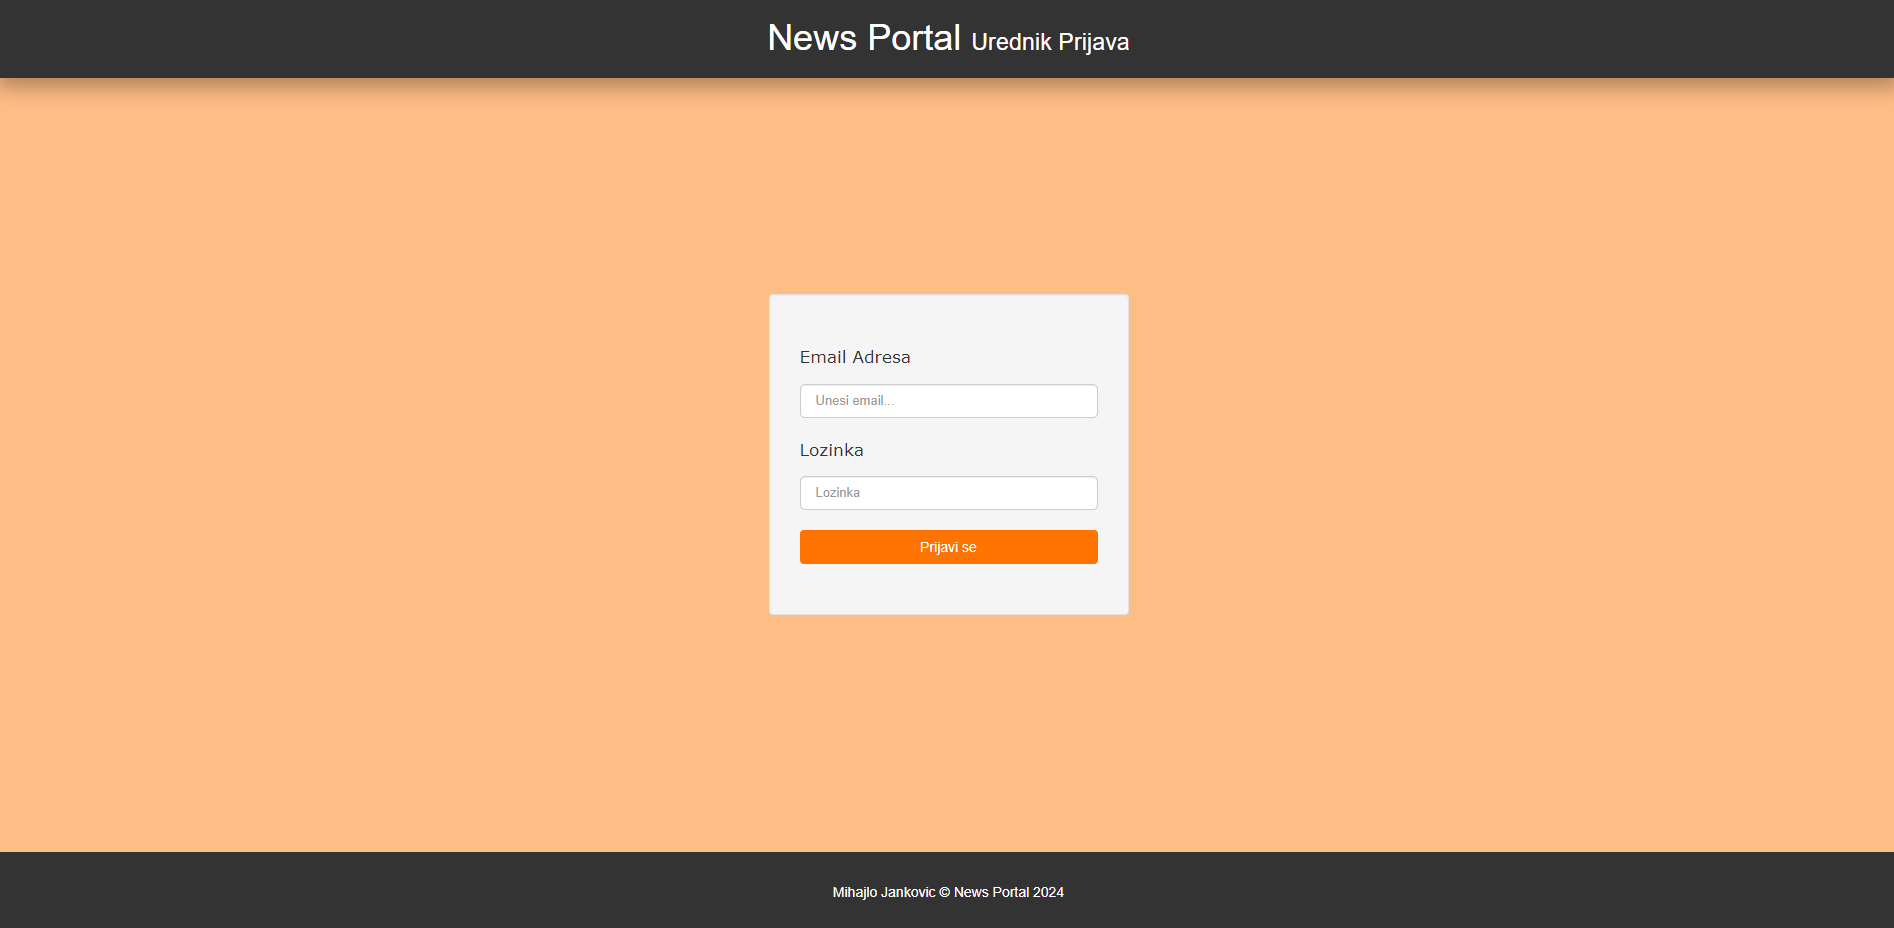 News Portal Urednik Prijava
Email Adresa
Unesi email...
Lozinka
Lozinka
Prijavi se
Mihajlo Jankovic © News Portal 2024